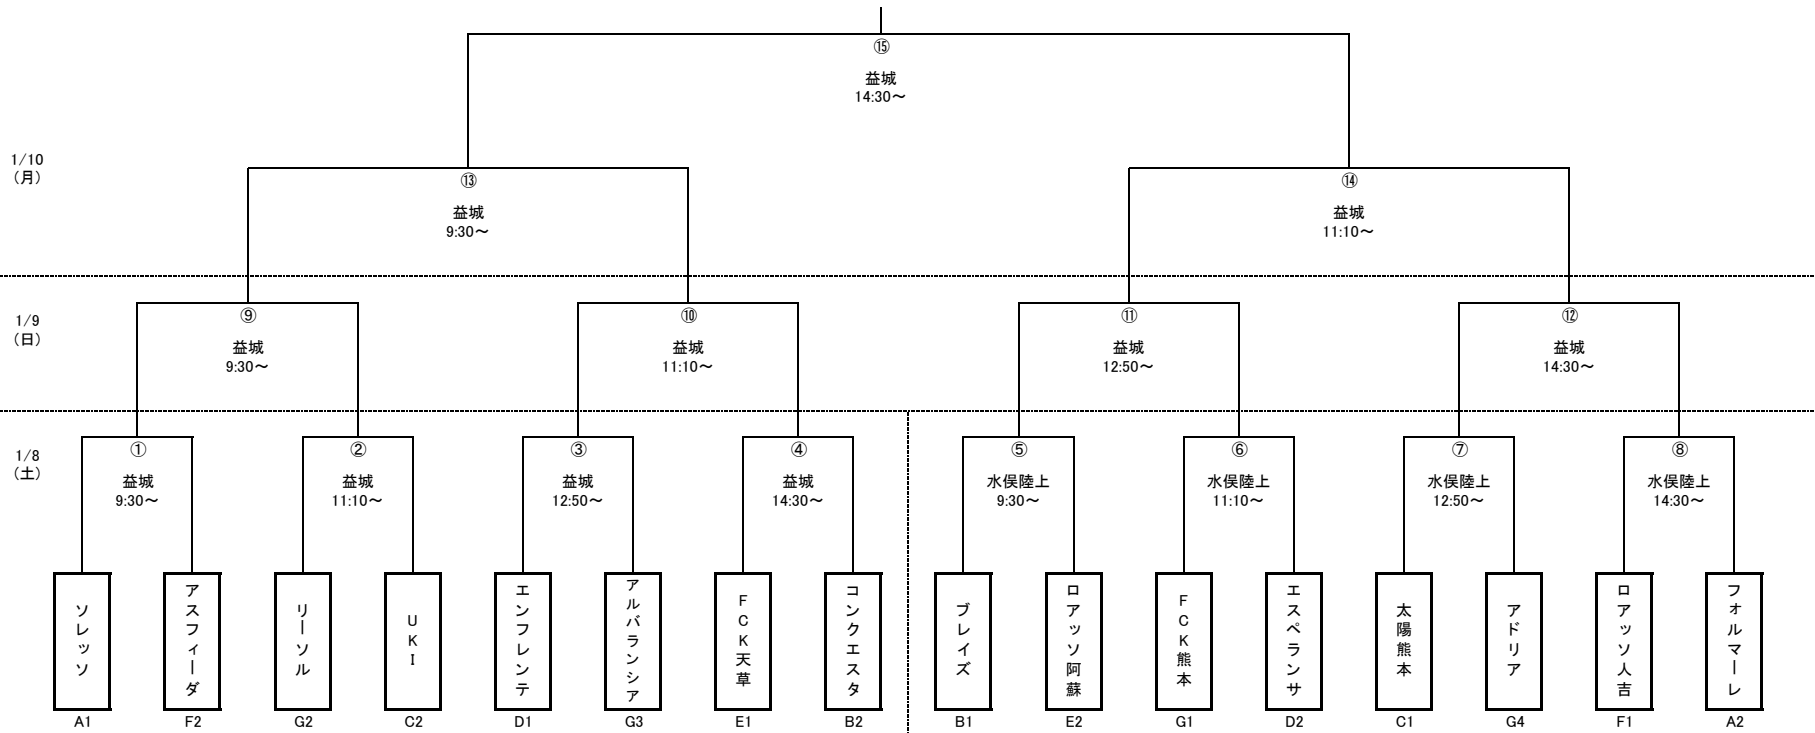 ⑮
益城
14:30～
1/10
（月）
⑬
益城
9:30～
⑭
益城
11:10～
1/9
（日）
⑨
益城
9:30～
⑩
益城
11:10～
⑪
益城
12:50～
⑫
益城
14:30～
1/8
（土）
①
益城
9:30～
②
益城
11:10～
③
益城
12:50～
④
益城
14:30～
⑤
水俣陸上
9:30～
⑥
水俣陸上
11:10～
⑦
水俣陸上
12:50～
⑧
水俣陸上
14:30～
ソレッソ
アスフィーダ
リーソル
UKI
エンフレンテ
アルバランシア
FCK天草
コンクエスタ
ブレイズ
ロアッソ阿蘇
FCK熊本
エスペランサ
太陽熊本
アドリア
ロアッソ人吉
フォルマーレ
A1
F2
G2
C2
D1
G3
E1
B2
B1
E2
G1
D2
C1
G4
F1
A2